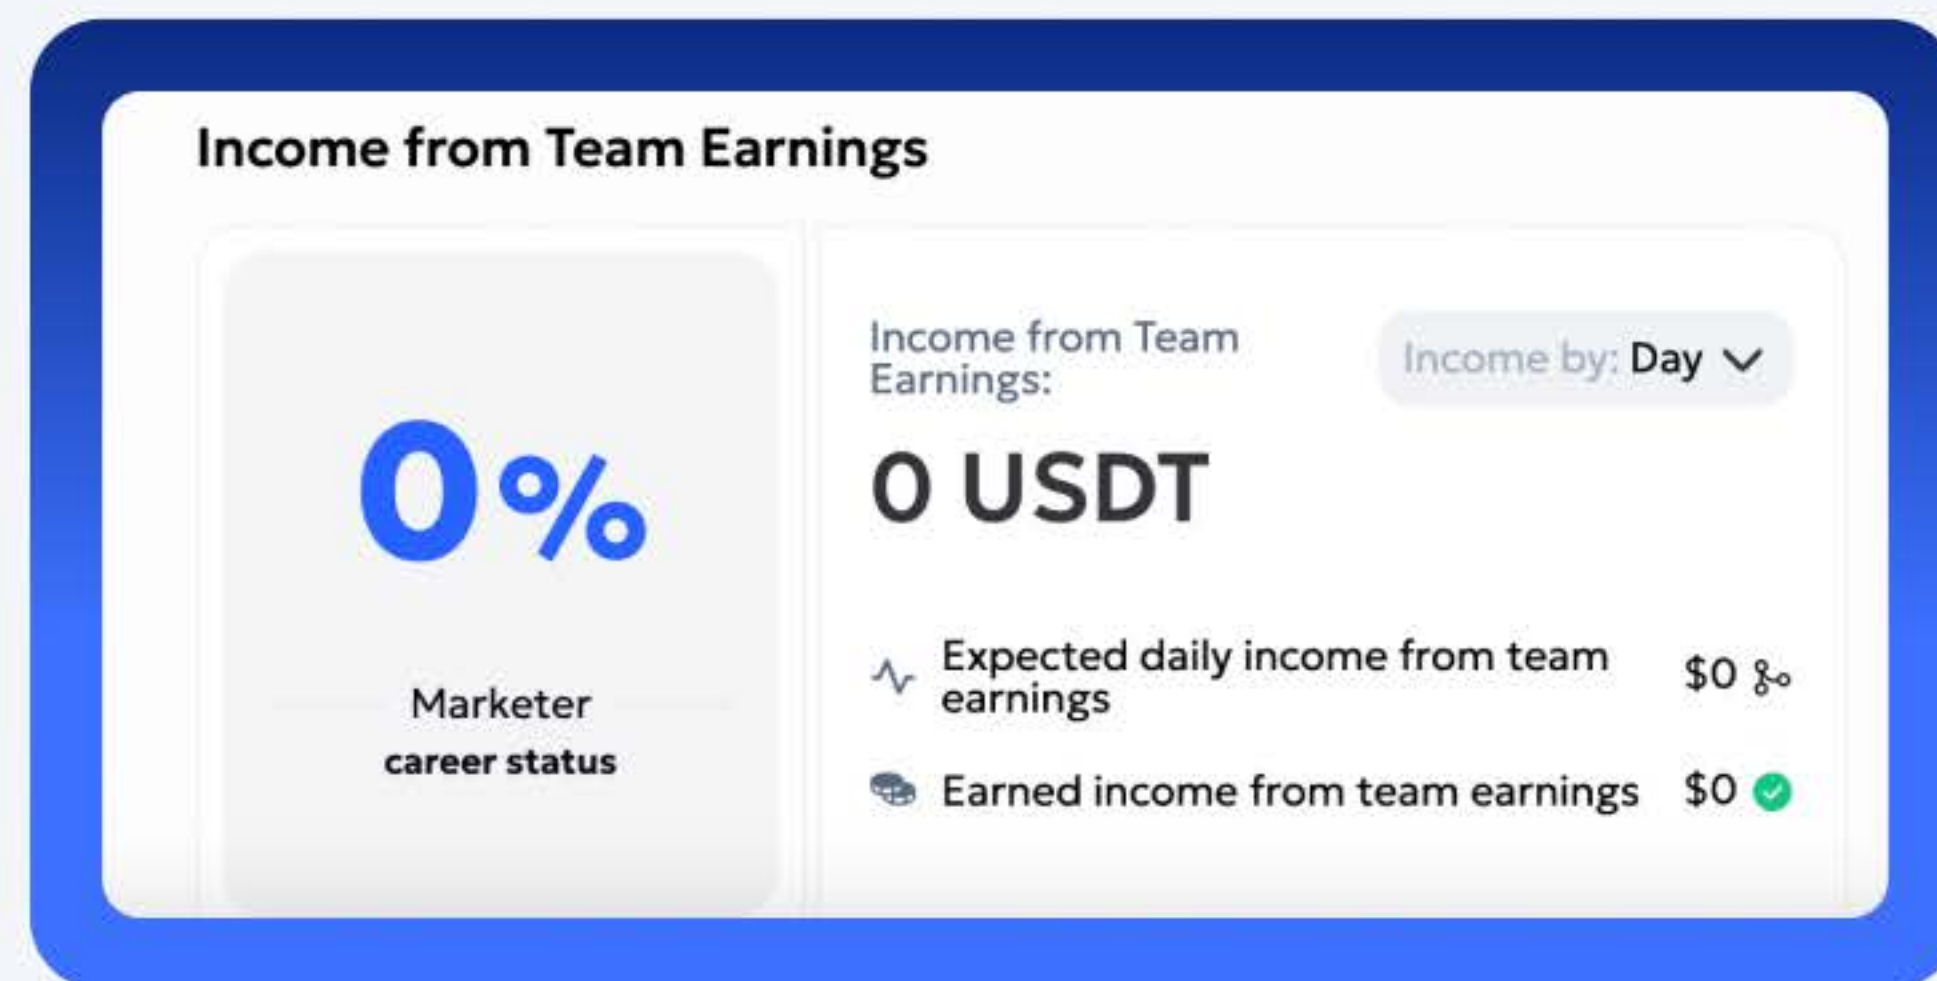 Income from Team Earnings
0%
Marketer
career status
Income from Team
Earnings:
Income by: Day
0 USDT
Expected daily income from team
earnings
$0
Earned income from team earnings
$0